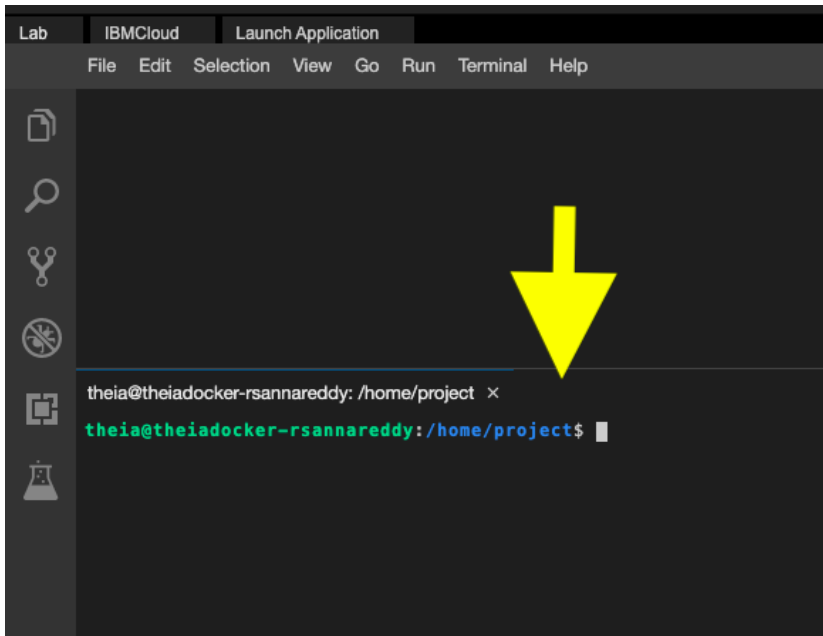 Lab IBMCloud Launch Application
File Edit Selection View Go Run Terminal Help
theia@theiadocker-rsannareddy: /home/project ×
theia@theiadocker-rsannareddy:/home/project$